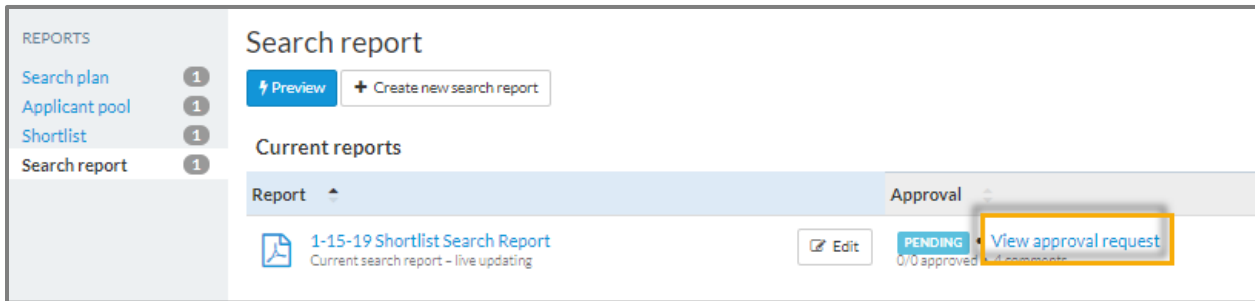 REPORTS
Search plan 1
Applicant pool 1
Shortlist 1
Search report 1
Search report
Preview + Create new search report
Current reports
Report Approval
1-15-19 Shortlist Search Report Edit PENDING • View approval request
Current search report – live updating 0/0 approved • 4 comments